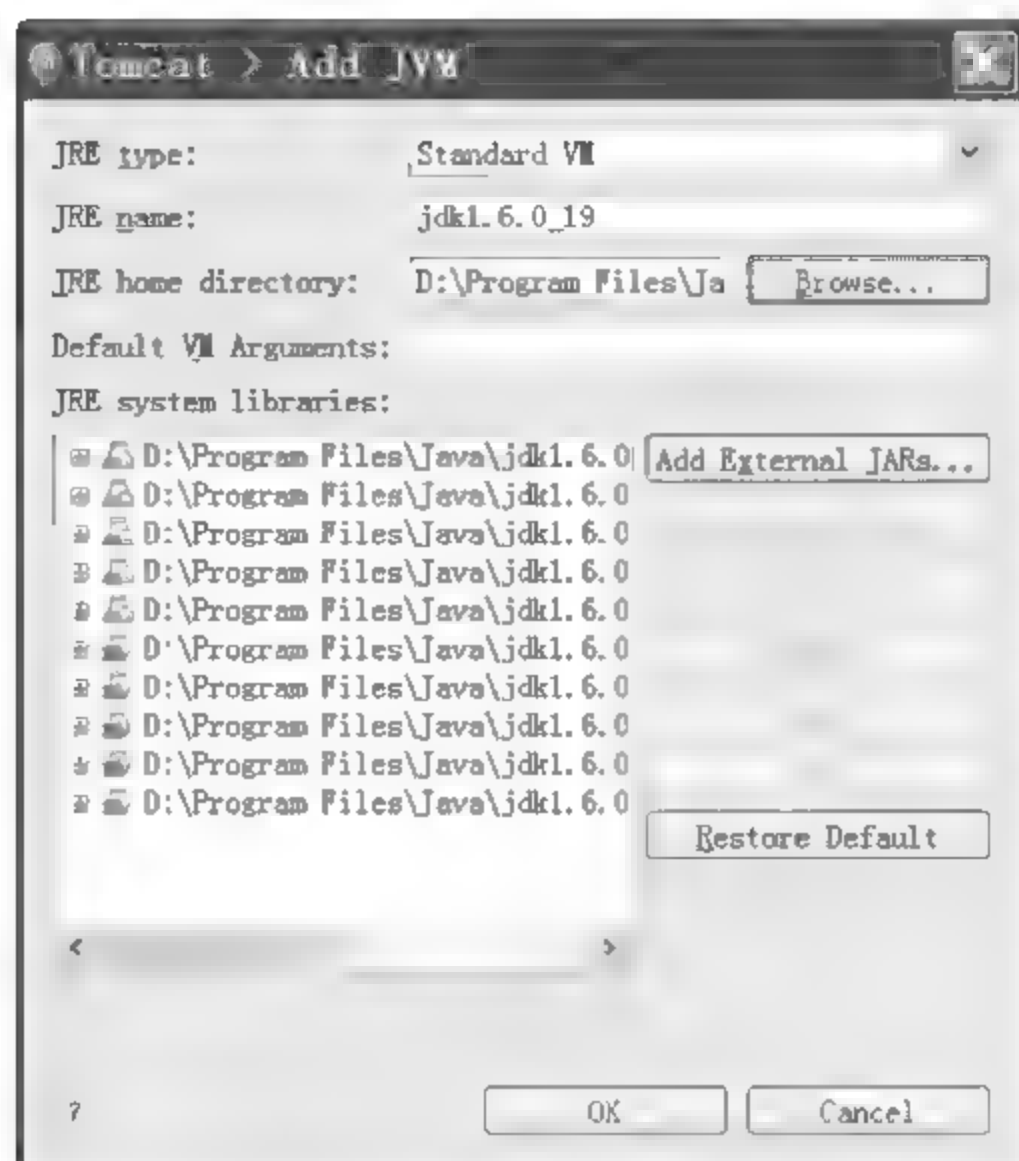 Tomcat > Add JVM
JRE type: Standard VM
JRE name: jdk1.6.0_19
JRE home directory: D:\Program Files\Ja Browse...
Default VM Arguments:
JRE system libraries:
D:\Program Files\Java\jdk1.6.0 Add External JARs...
D:\Program Files\Java\jdk1.6.0
D:\Program Files\Java\jdk1.6.0
D:\Program Files\Java\jdk1.6.0
D:\Program Files\Java\jdk1.6.0
D:\Program Files\Java\jdk1.6.0
D:\Program Files\Java\jdk1.6.0
D:\Program Files\Java\jdk1.6.0
D:\Program Files\Java\jdk1.6.0
D:\Program Files\Java\jdk1.6.0
Restore Default
? OK Cancel